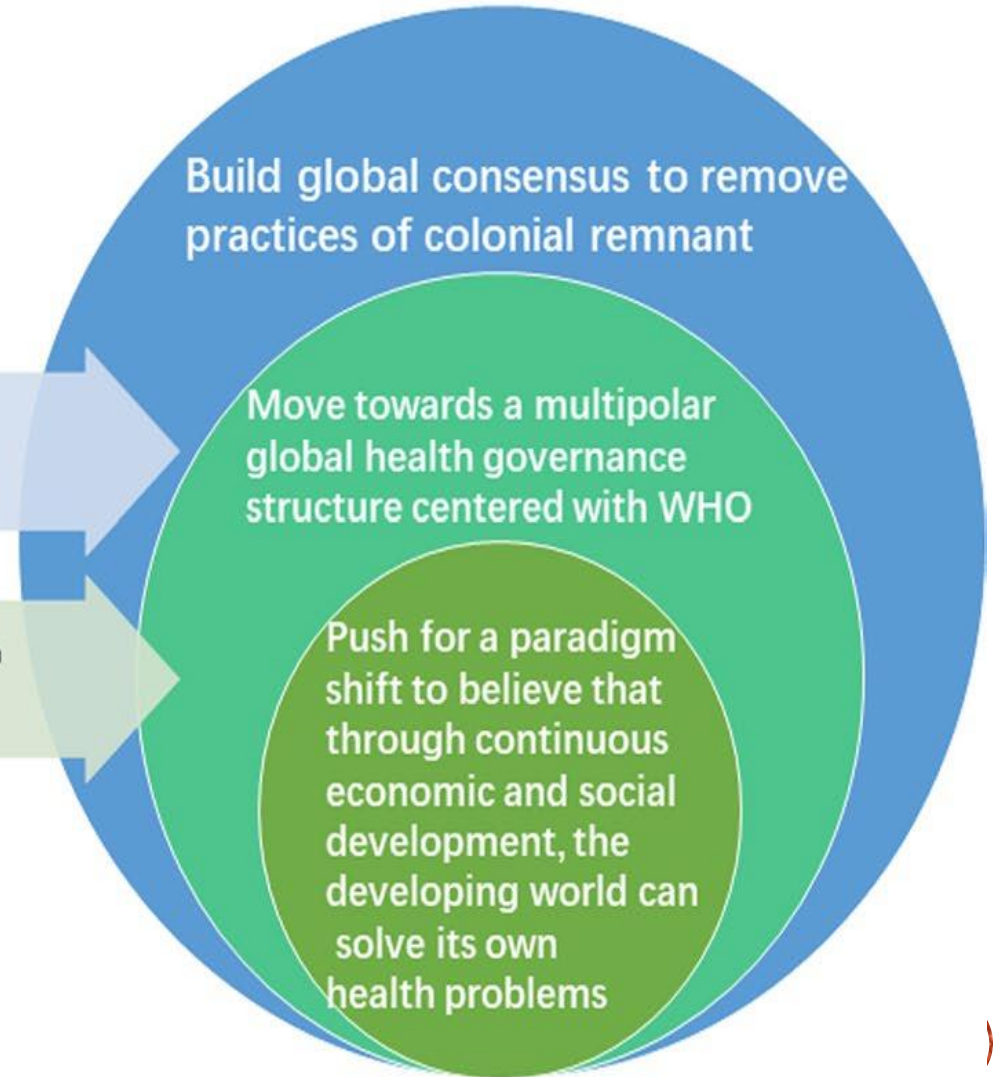 Build global consensus to remove
practices of colonial remnant
Move towards a multipolar
global health governance
structure centered with WHO
Push for a paradigm
shift to believe that
through continuous
economic and social
development, the
developing world can
solve its own
health problems